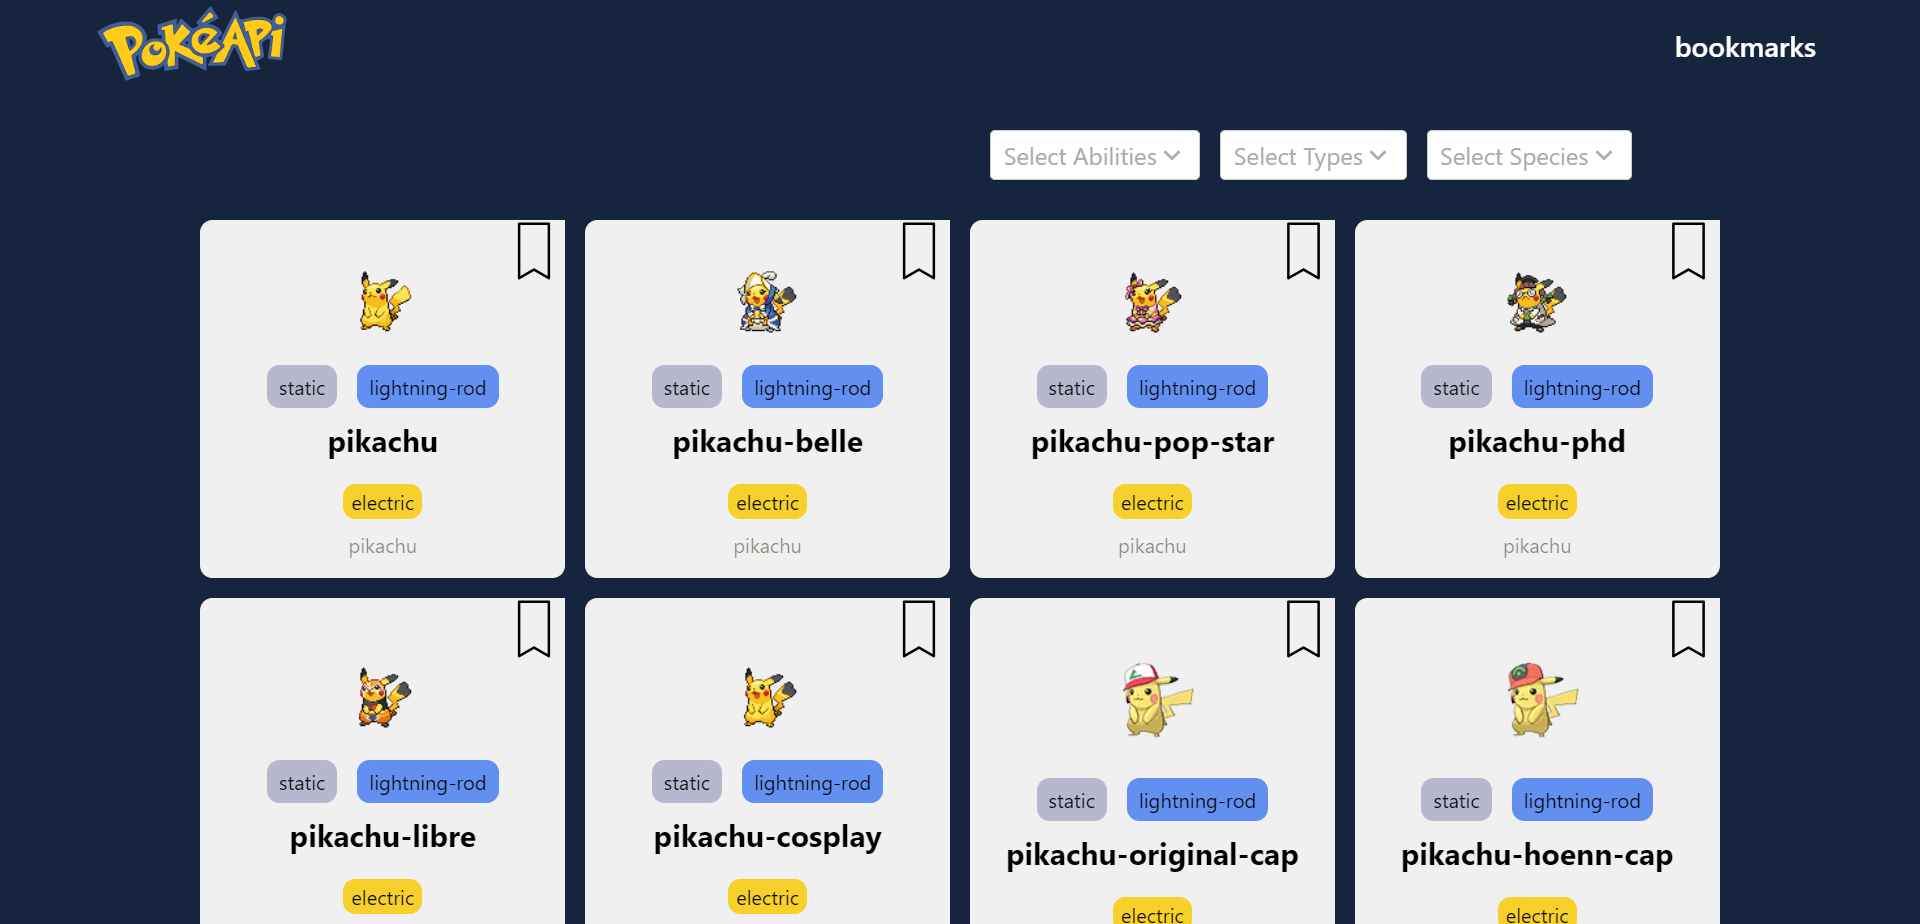 PokéApi
bookmarks
Select Abilities
Select Types
Select Species
static
lightning-rod
pikachu
electric
pikachu
static
lightning-rod
pikachu-belle
electric
pikachu
static
lightning-rod
pikachu-pop-star
electric
pikachu
static
lightning-rod
pikachu-phd
electric
pikachu
static
lightning-rod
pikachu-libre
electric
static
lightning-rod
pikachu-cosplay
electric
static
lightning-rod
pikachu-original-cap
electric
static
lightning-rod
pikachu-hoenn-cap
electric